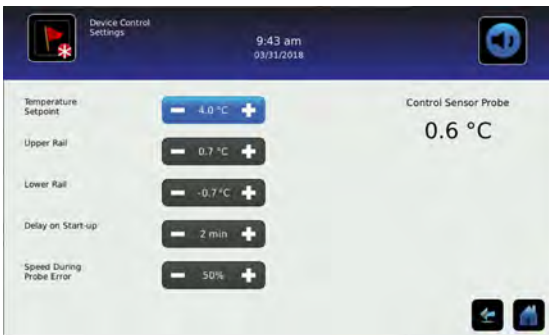 Device Control
Settings
9:43 am
03/31/2018
Temperature
Setpoint
− 4.0 °C +
Control Sensor Probe
0.6 °C
Upper Rail
− 0.7 °C +
Lower Rail
− -0.7 °C +
Delay on Start-up
− 2 min +
Speed During
Probe Error
− 50% +